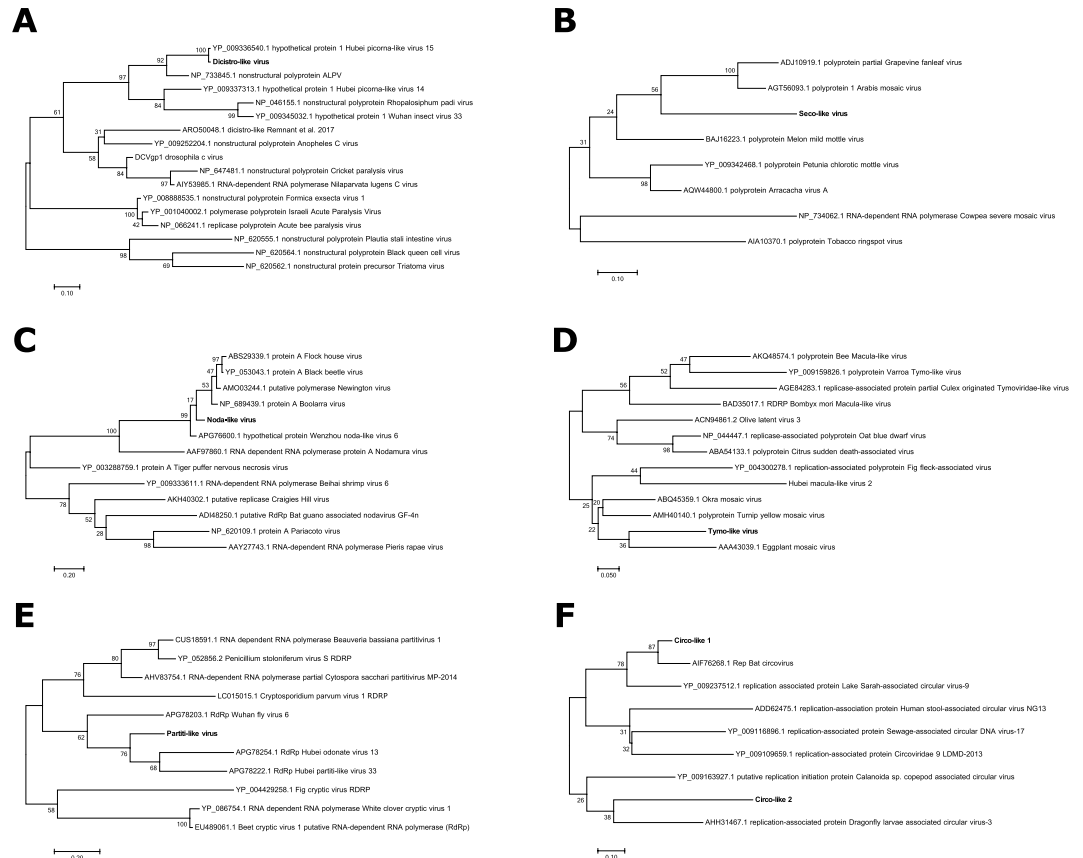 A
100
YP_009336540.1 hypothetical protein 1 Hubei picorna-like virus 15
92
Dicistro-like virus
97
NP_733845.1 nonstructural polyprotein ALPV
YP_009337313.1 hypothetical protein 1 Hubei picorna-like virus 14
84
NP_046155.1 nonstructural polyprotein Rhopalosiphum padi virus
61
99
YP_009345032.1 hypothetical protein 1 Wuhan insect virus 33
31
ARO50048.1 dicistro-like Remnant et al. 2017
YP_009252204.1 nonstructural polyprotein Anopheles C virus
58
DCVgp1 drosophila c virus
84
NP_647481.1 nonstructural polyprotein Cricket paralysis virus
97
AIY53985.1 RNA-dependent RNA polymerase Nilaparvata lugens C virus
YP_008888535.1 nonstructural polyprotein Formica exsecta virus 1
100
YP_001040002.1 polymerase polyprotein Israeli Acute Paralysis Virus
42
NP_066241.1 replicase polyprotein Acute bee paralysis virus
NP_620555.1 nonstructural polyprotein Plautia stali intestine virus
98
NP_620564.1 nonstructural polyprotein Black queen cell virus
69
NP_620562.1 nonstructural protein precursor Triatoma virus
0.10
B
ADJ10919.1 polyprotein partial Grapevine fanleaf virus
100
56
AGT56093.1 polyprotein 1 Arabis mosaic virus
24
Seco-like virus
31
BAJ16223.1 polyprotein Melon mild mottle virus
YP_009342468.1 polyprotein Petunia chlorotic mottle virus
98
AQW44800.1 polyprotein Arracacha virus A
NP_734062.1 RNA-dependent RNA polymerase Cowpea severe mosaic virus
AIA10370.1 polyprotein Tobacco ringspot virus
0.10
C
97
ABS29339.1 protein A Flock house virus
47
YP_053043.1 protein A Black beetle virus
53
AMO03244.1 putative polymerase Newington virus
17
NP_689439.1 protein A Boolarra virus
99
Noda-like virus
100
APG76600.1 hypothetical protein Wenzhou noda-like virus 6
AAF97860.1 RNA dependent RNA polymerase protein A Nodamura virus
YP_003288759.1 protein A Tiger puffer nervous necrosis virus
YP_009333611.1 RNA-dependent RNA polymerase Beihai shrimp virus 6
78
AKH40302.1 putative replicase Craigies Hill virus
52
ADI48250.1 putative RdRp Bat guano associated nodavirus GF-4n
28
NP_620109.1 protein A Pariacoto virus
98
AAY27743.1 RNA-dependent RNA polymerase Pieris rapae virus
0.20
D
47
AKQ48574.1 polyprotein Bee Macula-like virus
52
YP_009159826.1 polyprotein Varroa Tymo-like virus
56
AGE84283.1 replicase-associated protein partial Culex originated Tymoviridae-like virus
BAD35017.1 RDRP Bombyx mori Macula-like virus
ACN94861.2 Olive latent virus 3
74
NP_044447.1 replicase-associated polyprotein Oat blue dwarf virus
98
ABA54133.1 polyprotein Citrus sudden death-associated virus
44
YP_004300278.1 replication-associated polyprotein Fig fleck-associated virus
Hubei macula-like virus 2
25
20
ABQ45359.1 Okra mosaic virus
22
AMH40140.1 polyprotein Turnip yellow mosaic virus
Tymo-like virus
36
AAA43039.1 Eggplant mosaic virus
0.050
E
97
CUS18591.1 RNA dependent RNA polymerase Beauveria bassiana partitivirus 1
80
YP_052856.2 Penicillium stoloniferum virus S RDRP
76
AHV83754.1 RNA-dependent RNA polymerase partial Cytospora sacchari partitivirus MP-2014
LC015015.1 Cryptosporidium parvum virus 1 RDRP
APG78203.1 RdRp Wuhan fly virus 6
62
Partiti-like virus
76
APG78254.1 RdRp Hubei odonate virus 13
68
APG78222.1 RdRp Hubei partiti-like virus 33
YP_004429258.1 Fig cryptic virus RDRP
58
YP_086754.1 RNA dependent RNA polymerase White clover cryptic virus 1
100
EU489061.1 Beet cryptic virus 1 putative RNA-dependent RNA polymerase (RdRp)
0.20
F
Circo-like 1
87
78
AIF76268.1 Rep Bat circovirus
YP_009237512.1 replication associated protein Lake Sarah-associated circular virus-9
ADD62475.1 replication-association protein Human stool-associated circular virus NG13
31
YP_009116896.1 replication-associated protein Sewage-associated circular DNA virus-17
32
YP_009109659.1 replication-associated protein Circoviridae 9 LDMD-2013
YP_009163927.1 putative replication initiation protein Calanoida sp. copepod associated circular virus
26
Circo-like 2
38
AHH31467.1 replication-associated protein Dragonfly larvae associated circular virus-3
0.10